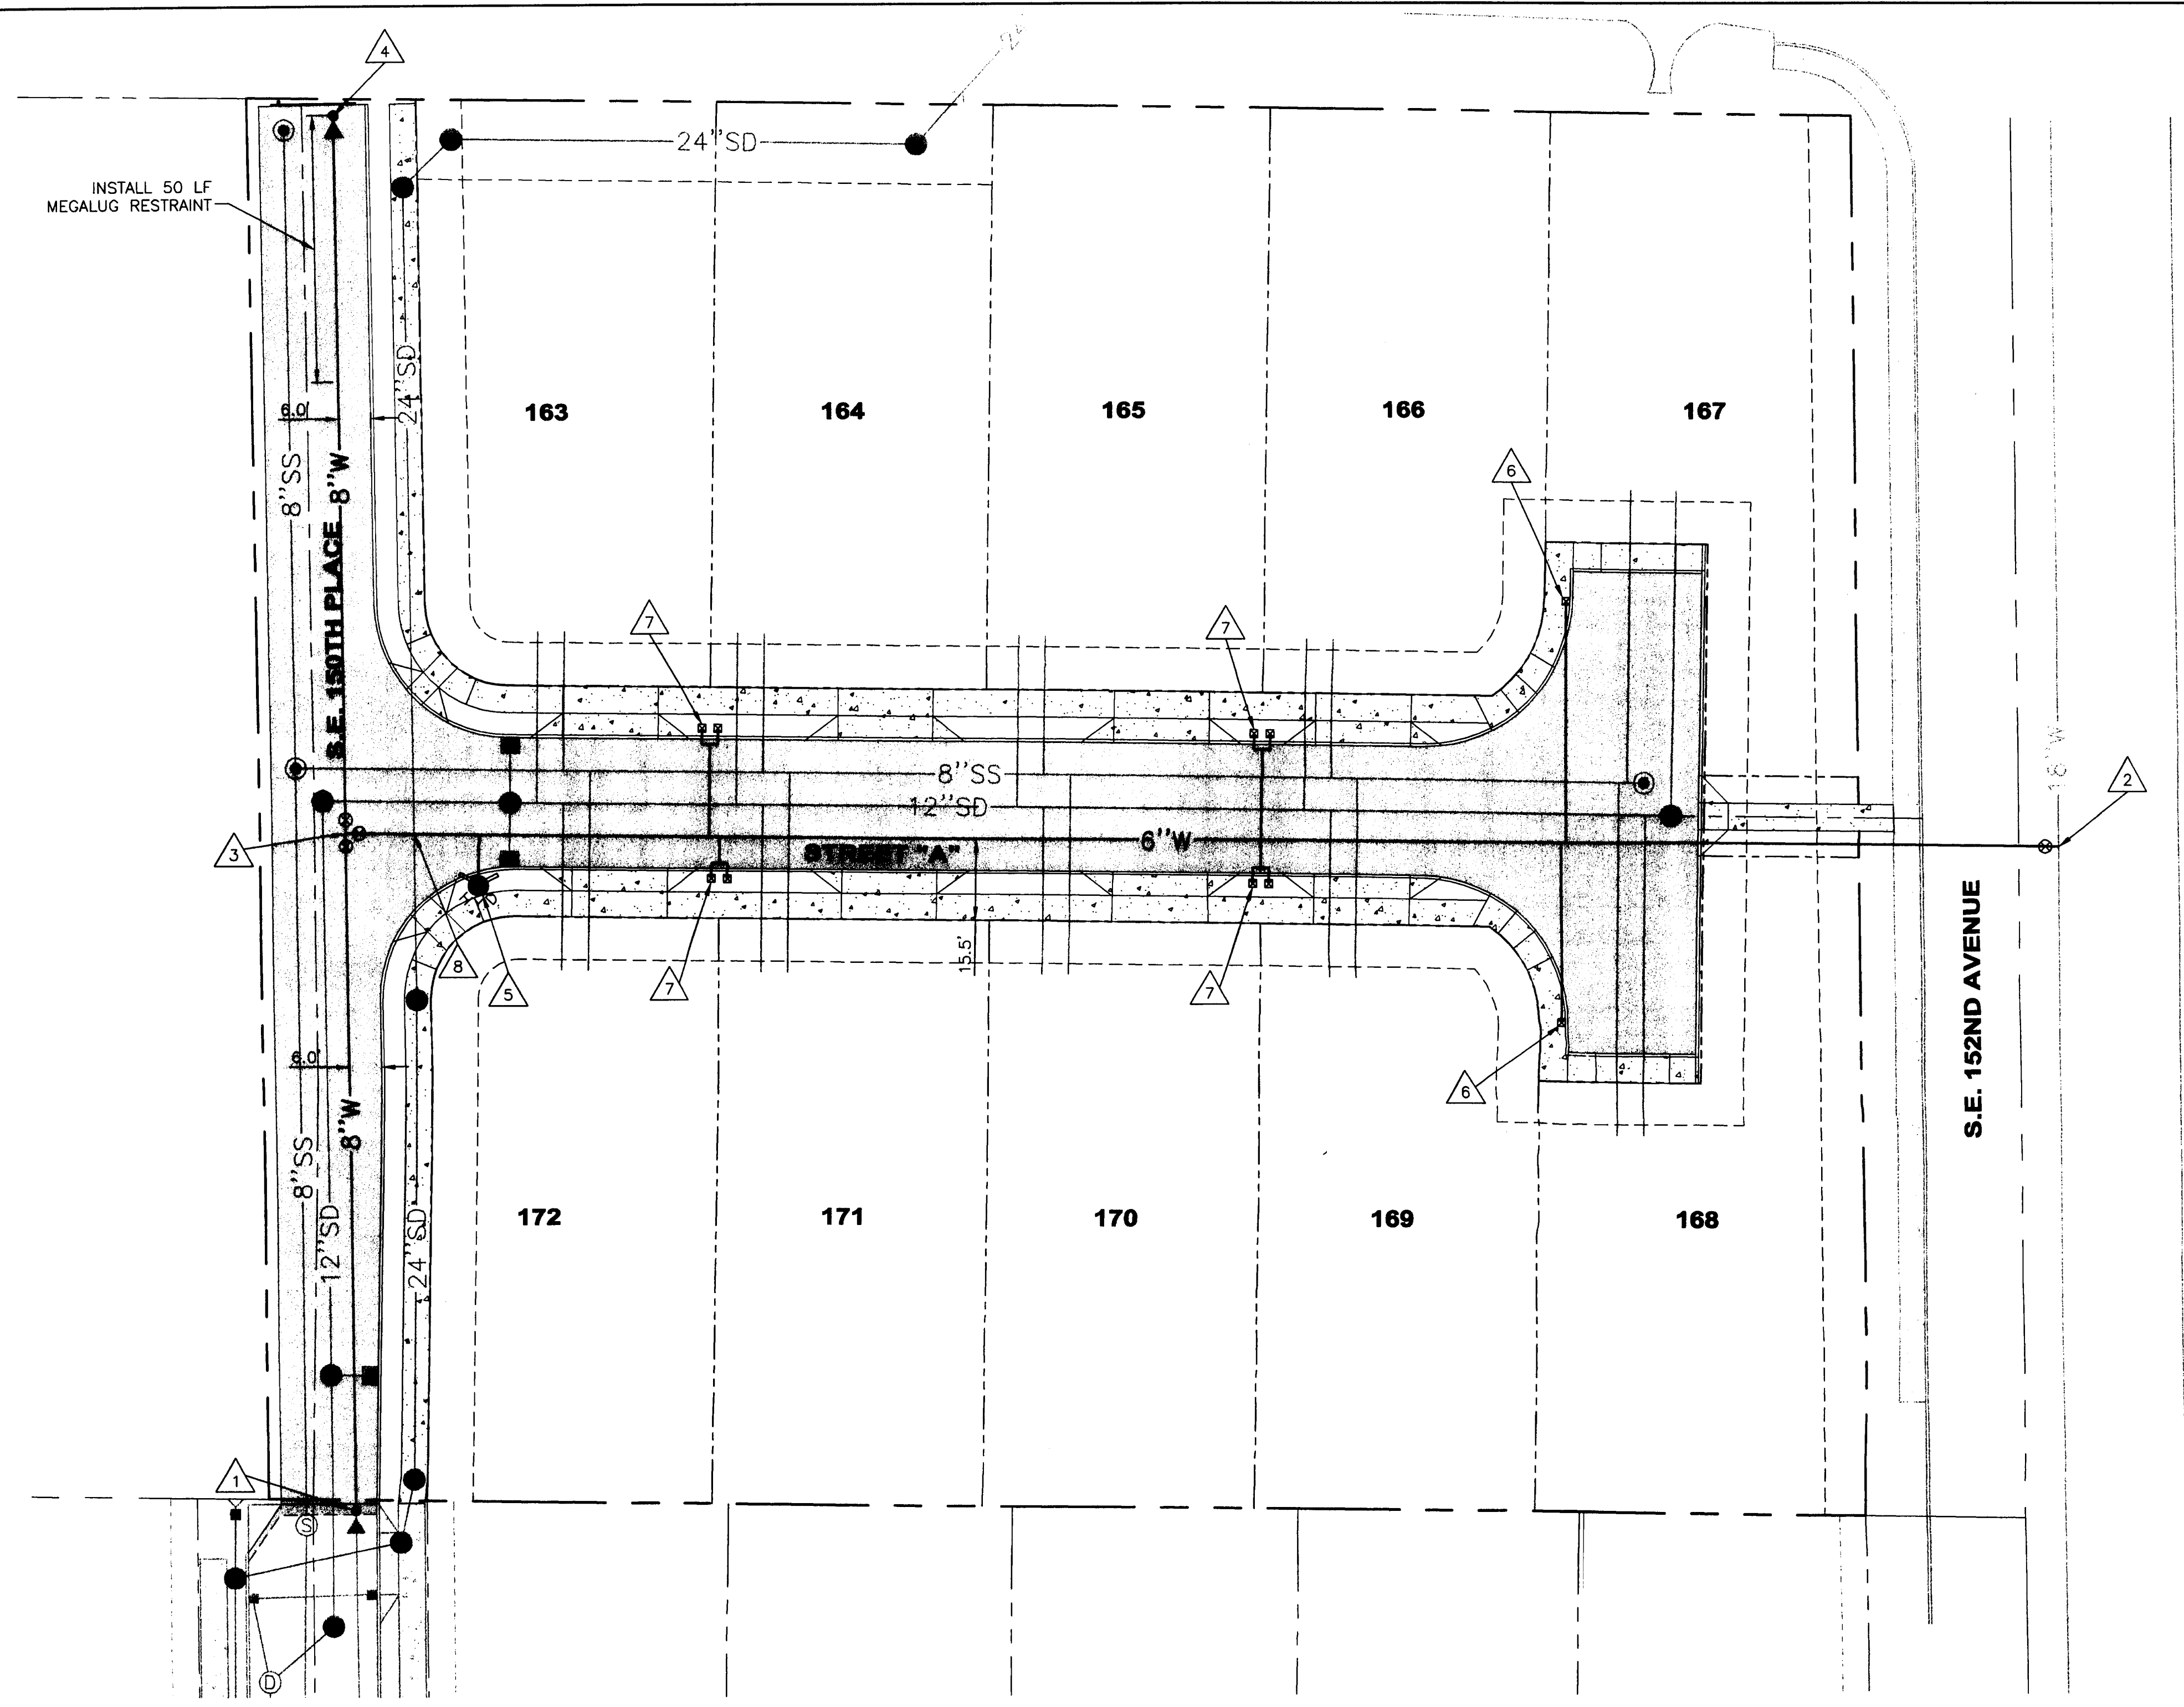 24
4
24''SD
INSTALL 50 LF
MEGALUG RESTRAINT
24''SD
6.0'
163
164
165
166
167
8''SS
8''W
6
S.E. 150TH PLACE
7
7
8''SS
12''SD
18''W
2
3
6''W
STREET "A"
8
5
7
15.5'
7
6
S.E. 152ND AVENUE
6.0'
8''W
8''SS
12''SD
24''SD
172
171
170
169
168
1
S
D